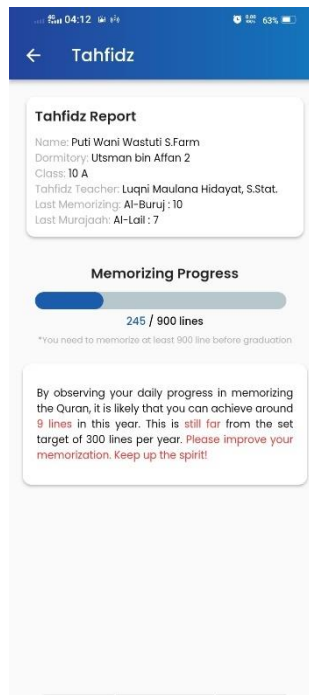 04:12
63%
Tahfidz
Tahfidz Report
Name: Puti Wani Wastuti S.Farm
Dormitory: Utsman bin Affan 2
Class: 10 A
Tahfidz Teacher: Luqni Maulana Hidayat, S.Stat.
Last Memorizing: Al-Buruj : 10
Last Murajaah: Al-Lail : 7
Memorizing Progress
245 / 900 lines
*You need to memorize at least 900 line before graduation
By observing your daily progress in memorizing
the Quran, it is likely that you can achieve around
9 lines in this year. This is still far from the set
target of 300 lines per year. Please improve your
memorization. Keep up the spirit!